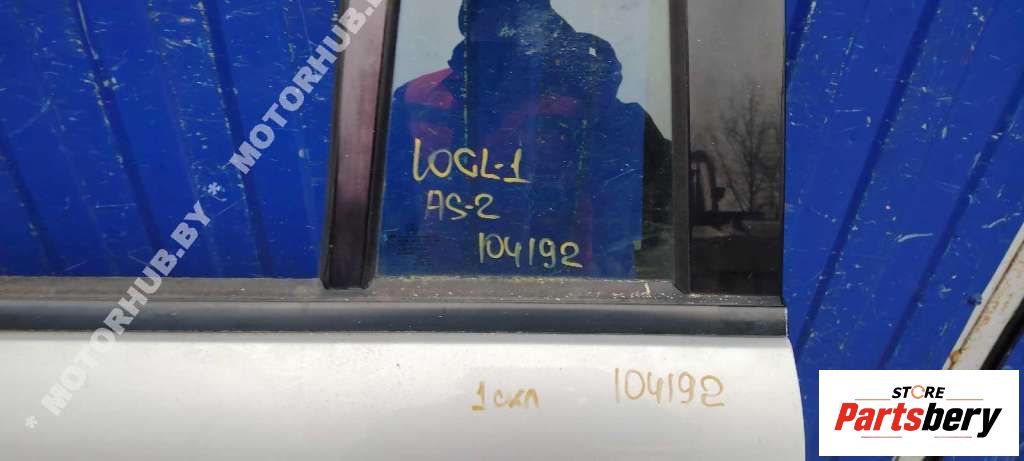 * MOTORHUB.BY * MOTORHUB.BY
LOGL-1
AS-2
104192
1 скл
104192
STORE
Partsbery